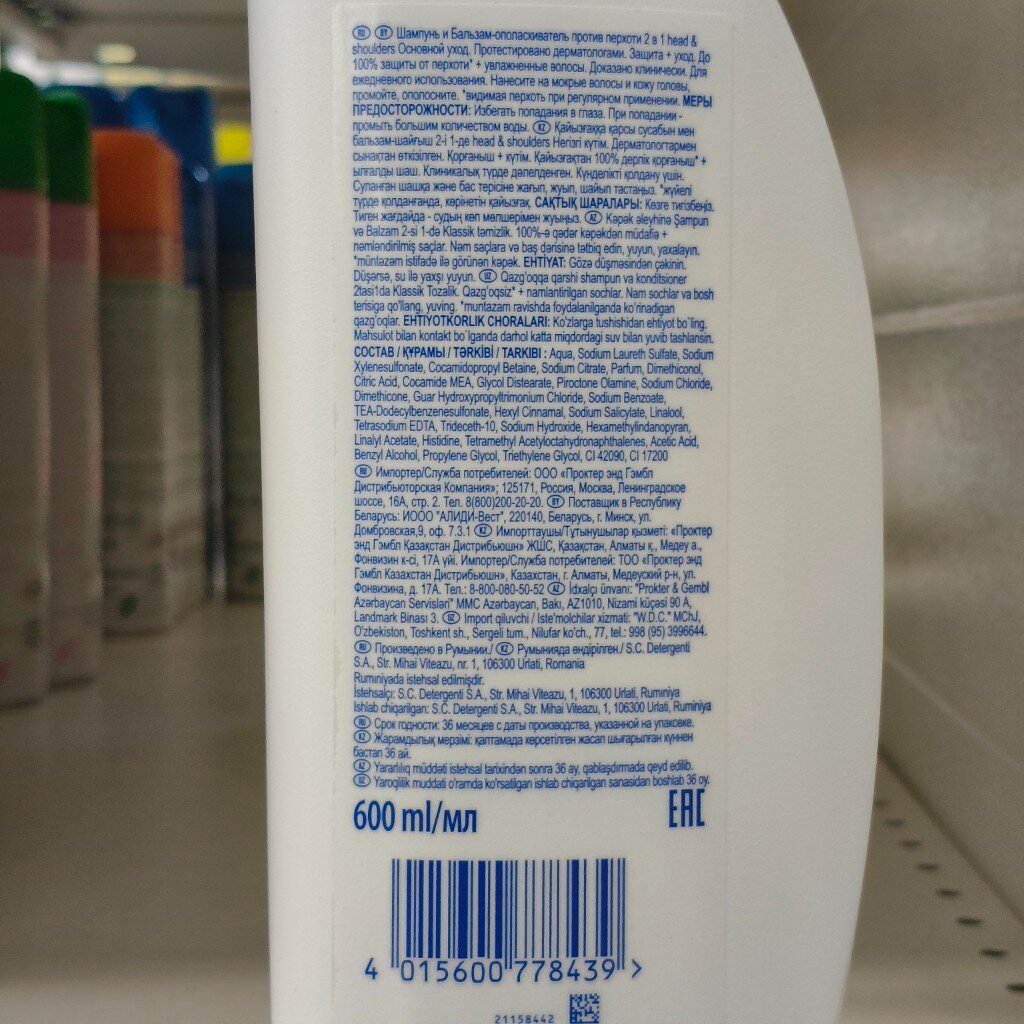 RU BY Шампунь и Бальзам-ополаскиватель против перхоти 2 в 1 head &
shoulders Основной уход. Протестировано дерматологами. Защита + уход. До
100% защиты от перхоти* + увлажненные волосы. Доказано клинически. Для
ежедневного использования. Нанесите на мокрые волосы и кожу головы,
промойте, ополосните. *видимая перхоть при регулярном применении. МЕРЫ
ПРЕДОСТОРОЖНОСТИ: Избегать попадания в глаза. При попадании -
промыть большим количеством воды. KZ Қайызғаққа қарсы сусабын мен
бальзам-шайғыш 2-і 1-де head & shoulders Негізгі күтім. Дерматологтармен
сынақтан өткізілген. Қорғаныш + күтім. Қайызғақтан 100% дерлік қорғаныш* +
ылғалды шаш. Клиникалық түрде дәлелденген. Күнделікті қолдану үшін.
Суланған шашқа және бас терісіне жағып, жуып, шайып тастаңыз. *жүйелі
түрде қолданғанда, көрінетін қайызғақ. САҚТЫҚ ШАРАЛАРЫ: Көзге тигізбеңіз.
Тиген жағдайда - судың көп мөлшерімен жуыңыз. AZ Kəpək əleyhinə Şampun
və Balzam 2-si 1-də Klassik təmizlik. 100%-ə qədər kəpəkdən müdafiə +
nəmləndirilmiş saçlar. Nəm saçlara və baş dərisinə tətbiq edin, yuyun, yaxalayın.
*müntəzəm istifadə ilə görünən kəpək. EHTİYAT: Gözə düşməsindən çəkinin.
Düşərsə, su ilə yaxşı yuyun. UZ Qazg'oqqa qarshi shampun va konditsioner
2tasi1da Klassik Tozalik. Qazg'oqsiz* + namlantirilgan sochlar. Nam sochlar va bosh
terisiga qo'llang, yuving. *muntazam ravishda foydalanilganda ko'rinadigan
qazg'oqlar. EHTIYOTKORLIK CHORALARI: Ko'zlarga tushishidan ehtiyot bo`ling.
Mahsulot bilan kontakt bo`lganda darhol katta miqdordagi suv bilan yuvib tashlansin.
СОСТАВ / ҚҰРАМЫ / TƏRKİBİ / TARKIBI : Aqua, Sodium Laureth Sulfate, Sodium
Xylenesulfonate, Cocamidopropyl Betaine, Sodium Citrate, Parfum, Dimethiconol,
Citric Acid, Cocamide MEA, Glycol Distearate, Piroctone Olamine, Sodium Chloride,
Dimethicone, Guar Hydroxypropyltrimonium Chloride, Sodium Benzoate,
TEA-Dodecylbenzenesulfonate, Hexyl Cinnamal, Sodium Salicylate, Linalool,
Tetrasodium EDTA, Trideceth-10, Sodium Hydroxide, Hexamethylindanopyran,
Linalyl Acetate, Histidine, Tetramethyl Acetyloctahydronaphthalenes, Acetic Acid,
Benzyl Alcohol, Propylene Glycol, Triethylene Glycol, CI 42090, CI 17200
RU Импортер/Служба потребителей: ООО «Проктер энд Гэмбл
Дистрибьюторская Компания»; 125171, Россия, Москва, Ленинградское
шоссе, 16А, стр. 2. Тел. 8(800)200-20-20. BY Поставщик в Республику
Беларусь: ИООО "АЛИДИ-Вест", 220140, Беларусь, г. Минск, ул.
Домбровская,9, оф. 7.3.1 KZ Импорттаушы/Тұтынушылар қызметі: «Проктер
энд Гэмбл Қазақстан Дистрибьюшн» ЖШС, Қазақстан, Алматы қ., Медеу а.,
Фонвизин к-сі, 17А үйі. Импортер/Служба потребителей: ТОО «Проктер энд
Гэмбл Казахстан Дистрибьюшн», Казахстан, г. Алматы, Медеуский р-н, ул.
Фонвизина, д. 17А. Тел.: 8-800-080-50-52 AZ İdxalçı ünvanı: "Prokter & Gembl
Azərbaycan Servisləri" MMC Azərbaycan, Bakı, AZ1010, Nizami küçəsi 90 A,
Landmark Binası 3. UZ Import qiluvchi / Iste'molchilar xizmati: "W.D.C." MChJ,
O'zbekiston, Toshkent sh., Sergeli tum., Nilufar ko'ch., 77, tel.: 998 (95) 3996644.
RU Произведено в Румынии./ KZ Румынияда өндірілген./ S.C. Detergenti
S.A., Str. Mihai Viteazu, nr. 1, 106300 Urlati, Romania
Rumıniyada istehsal edilmişdir.
İstehsalçı: S.C. Detergenti S.A., Str. Mihai Viteazu, 1, 106300 Urlati, Rumıniya
Ishlab chiqarilgan: S.C. Detergenti S.A., Str. Mihai Viteazu, 1, 106300 Urlati, Ruminiya
RU Срок годности: 36 месяцев с даты производства, указанной на упаковке.
KZ Жарамдылық мерзімі: қаптамада көрсетілген жасап шығарылған күннен
бастап 36 ай.
AZ Yararlılıq müddəti istehsal tarixindən sonra 36 ay, qablaşdırmada qeyd edilib.
UZ Yaroqlilik muddati o'ramda ko'rsatilgan ishlab chiqarilgan sanasidan boshlab 36 oy.
600 ml/мл EAC
4 015600 778439 >
21158442